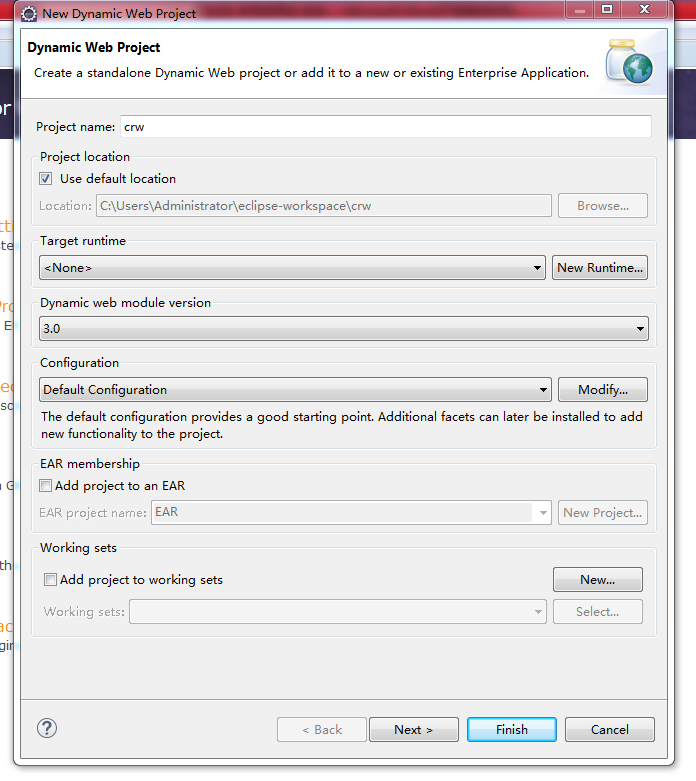 New Dynamic Web Project
Dynamic Web Project
Create a standalone Dynamic Web project or add it to a new or existing Enterprise Application.
Project name: crw
Project location
Use default location
Location: C:\Users\Administrator\eclipse-workspace\crw Browse...
Target runtime
<None> New Runtime...
Dynamic web module version
3.0
Configuration
Default Configuration Modify...
The default configuration provides a good starting point. Additional facets can later be installed to add
new functionality to the project.
EAR membership
Add project to an EAR
EAR project name: EAR New Project...
Working sets
Add project to working sets New...
Working sets: Select...
? < Back Next > Finish Cancel